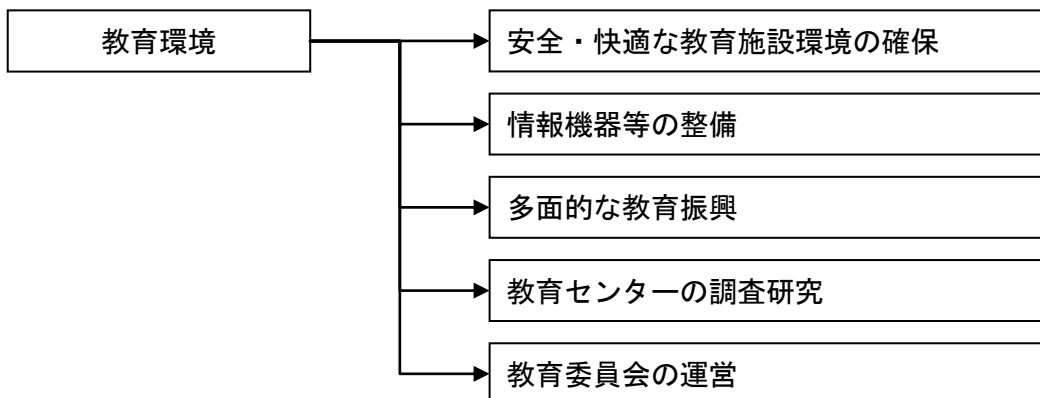 教育環境
安全・快適な教育施設環境の確保
情報機器等の整備
多面的な教育振興
教育センターの調査研究
教育委員会の運営